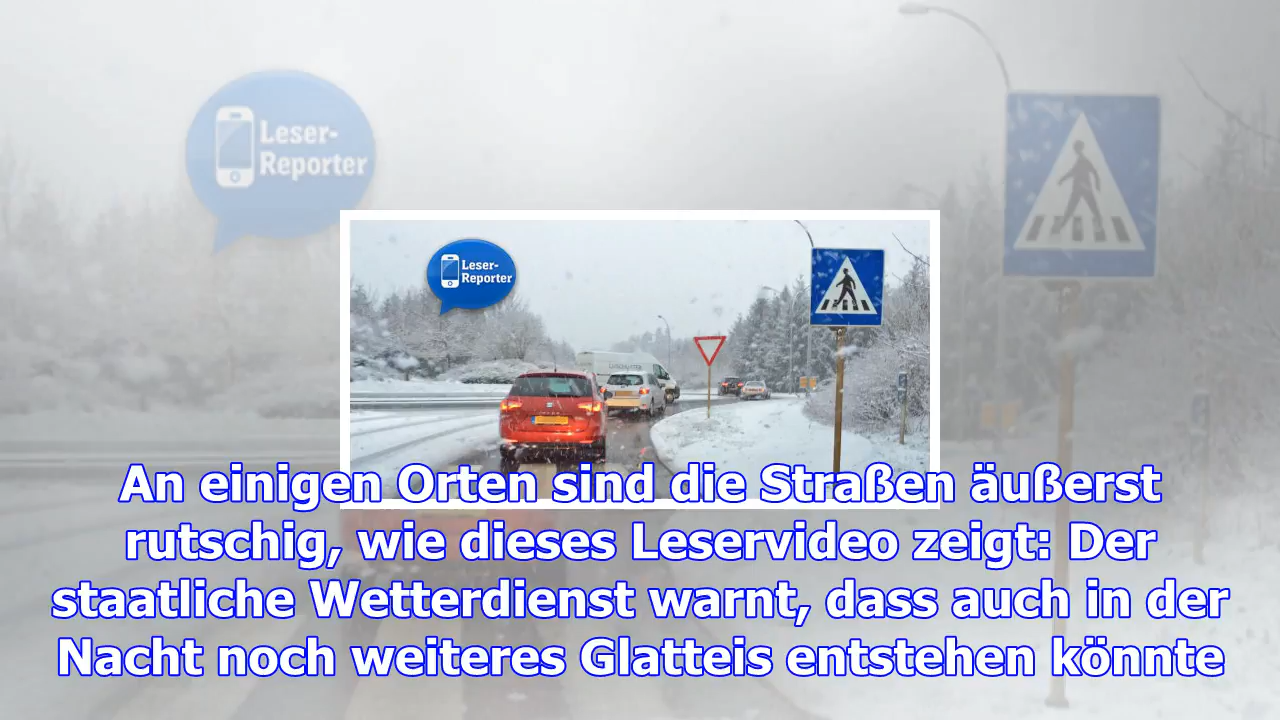 Leser-
Reporter
Leser-
Reporter
An einigen Orten sind die Straßen äußerst
rutschig, wie dieses Leservideo zeigt: Der
staatliche Wetterdienst warnt, dass auch in der
Nacht noch weiteres Glatteis entstehen könnte